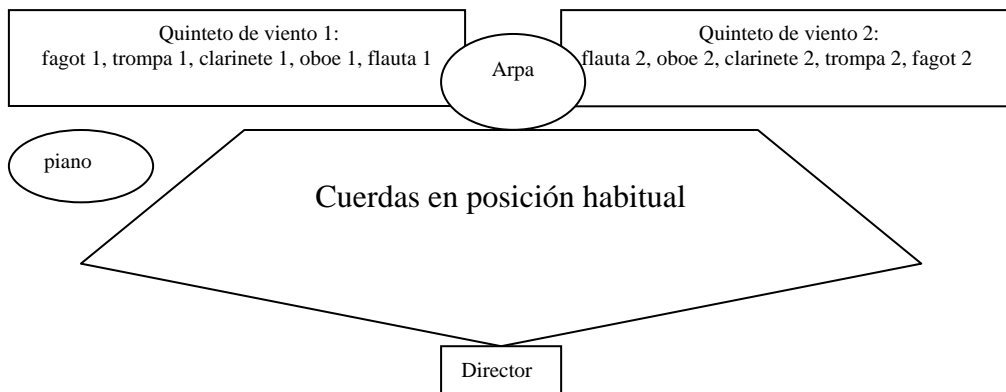 Quinteto de viento 1:
fagot 1, trompa 1, clarinete 1, oboe 1, flauta 1
Arpa
Quinteto de viento 2:
flauta 2, oboe 2, clarinete 2, trompa 2, fagot 2
piano
Cuerdas en posición habitual
Director